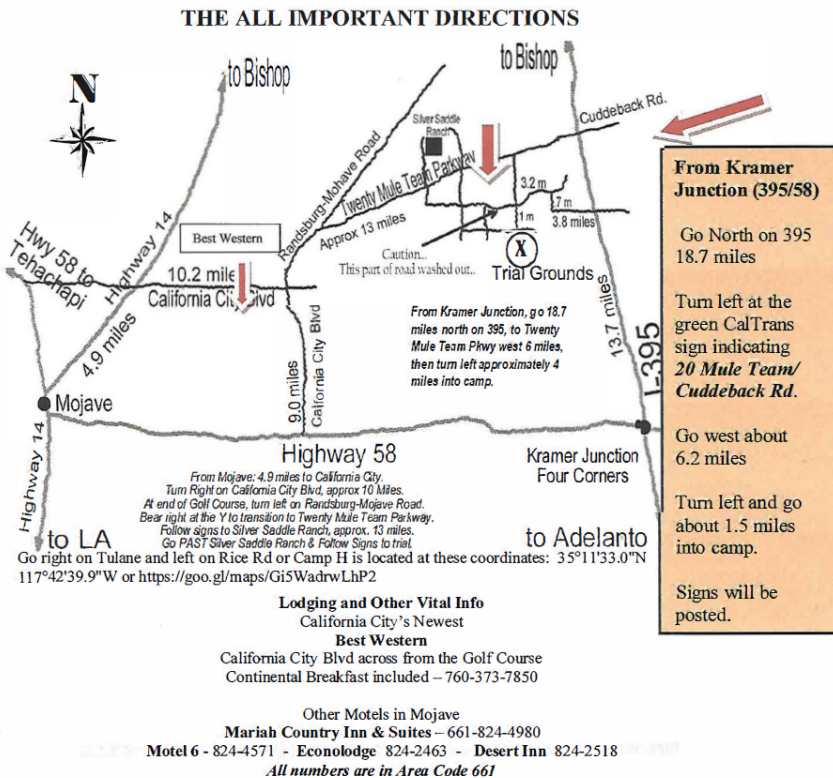 THE ALL IMPORTANT DIRECTIONS
N
to Bishop
to Bishop
Cuddeback Rd.
Silver Saddle
Ranch
Randsburg-Mohave Road
Twenty Mule Team Parkway
Approx 13 miles
3.2 m
.7 m
3.8 miles
1 m
X
Trial Grounds
Caution...
This part of road washed out..
Hwy 58 to
Tehachapi
Highway 14
4.9 miles
Best Western
10.2 mile
California City Blvd
9.0 miles
California City Blvd
From Kramer Junction, go 18.7
miles north on 395, to Twenty
Mule Team Pkwy west 6 miles,
then turn left approximately 4
miles into camp.
13.7 miles
I-395
Mojave
Highway 14
to LA
Highway 58
Kramer Junction
Four Corners
to Adelanto
From Mojave: 4.9 miles to California City.
Turn Right on California City Blvd, approx 10 Miles.
At end of Golf Course, turn left on Randsburg-Mojave Road.
Bear right at the Y to transition to Twenty Mule Team Parkway.
Follow signs to Silver Saddle Ranch, approx. 13 miles.
Go PAST Silver Saddle Ranch & Follow Signs to trial.
From Kramer
Junction (395/58)
Go North on 395
18.7 miles
Turn left at the
green CalTrans
sign indicating
20 Mule Team/
Cuddeback Rd.
Go west about
6.2 miles
Turn left and go
about 1.5 miles
into camp.
Signs will be
posted.
Go right on Tulane and left on Rice Rd or Camp H is located at these coordinates: 35°11'33.0"N
117°42'39.9"W or https://goo.gl/maps/Gi5WadrwLhP2
Lodging and Other Vital Info
California City's Newest
Best Western
California City Blvd across from the Golf Course
Continental Breakfast included – 760-373-7850
Other Motels in Mojave
Mariah Country Inn & Suites – 661-824-4980
Motel 6 - 824-4571 - Econolodge 824-2463 - Desert Inn 824-2518
All numbers are in Area Code 661